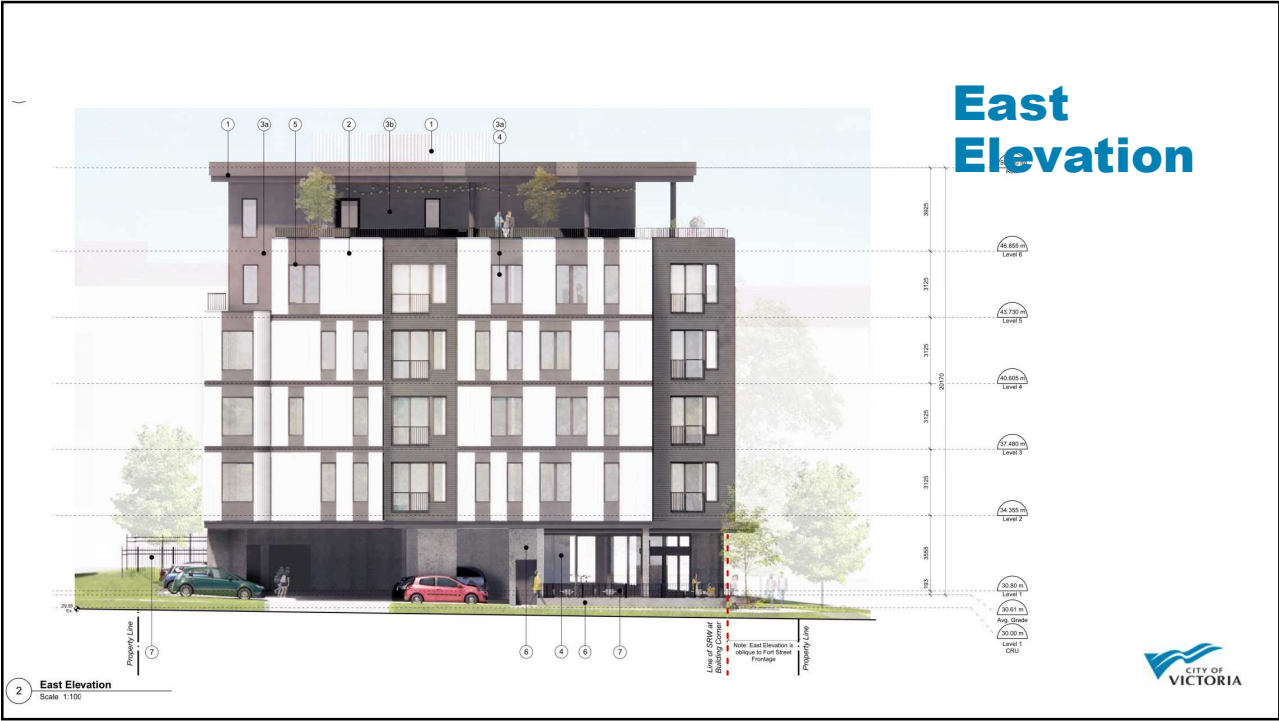 East
Elevation
1
3a
5
2
3b
1
3a
4
3925
46.855 m
Level 6
3125
43.730 m
Level 5
3125
20170
40.605 m
Level 4
3125
37.480 m
Level 3
3125
34.355 m
Level 2
3555
793
30.80 m
Level 1
30.61 m
Avg. Grade
30.00 m
Level 1
CRU
Property Line
7
6
4
6
7
Line of SRW at
Building Corner
Note: East Elevation is
oblique to Fort Street
Frontage
Property Line
2
East Elevation
Scale 1:100
CITY OF
VICTORIA